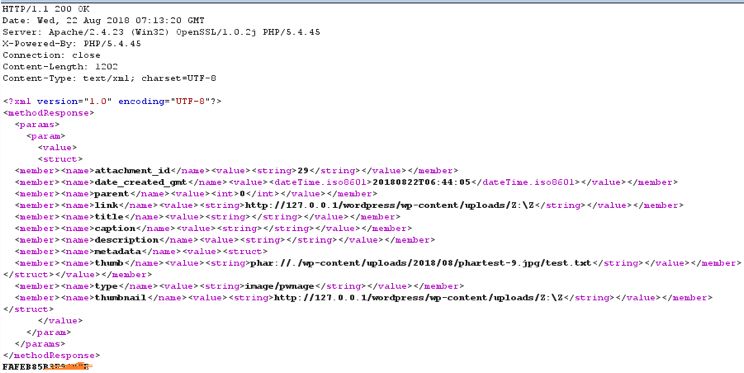 HTTP/1.1 200 OK
Date: Wed, 22 Aug 2018 07:13:20 GMT
Server: Apache/2.4.23 (Win32) OpenSSL/1.0.2j PHP/5.4.45
X-Powered-By: PHP/5.4.45
Connection: close
Content-Length: 1202
Content-Type: text/xml; charset=UTF-8
<?xml version="1.0" encoding="UTF-8"?>
<methodResponse>
<params>
<param>
<value>
<struct>
<member><name>attachment_id</name><value><string>29</string></value></member>
<member><name>date_created_gmt</name><value><dateTime.iso8601>20180822T06:44:05</dateTime.iso8601></value></member>
<member><name>parent</name><value><int>0</int></value></member>
<member><name>link</name><value><string>http://127.0.0.1/wordpress/wp-content/uploads/Z:\Z</string></value></member>
<member><name>title</name><value><string></string></value></member>
<member><name>caption</name><value><string></string></value></member>
<member><name>description</name><value><string></string></value></member>
<member><name>metadata</name><value><struct>
<member><name>thumb</name><value><string>phar://./wp-content/uploads/2018/08/phartest-9.jpg/test.txt</string></value></member>
</struct></value></member>
<member><name>type</name><value><string>image/pwnage</string></value></member>
<member><name>thumbnail</name><value><string>http://127.0.0.1/wordpress/wp-content/uploads/Z:\Z</string></value></member>
</struct>
</value>
</param>
</params>
</methodResponse>